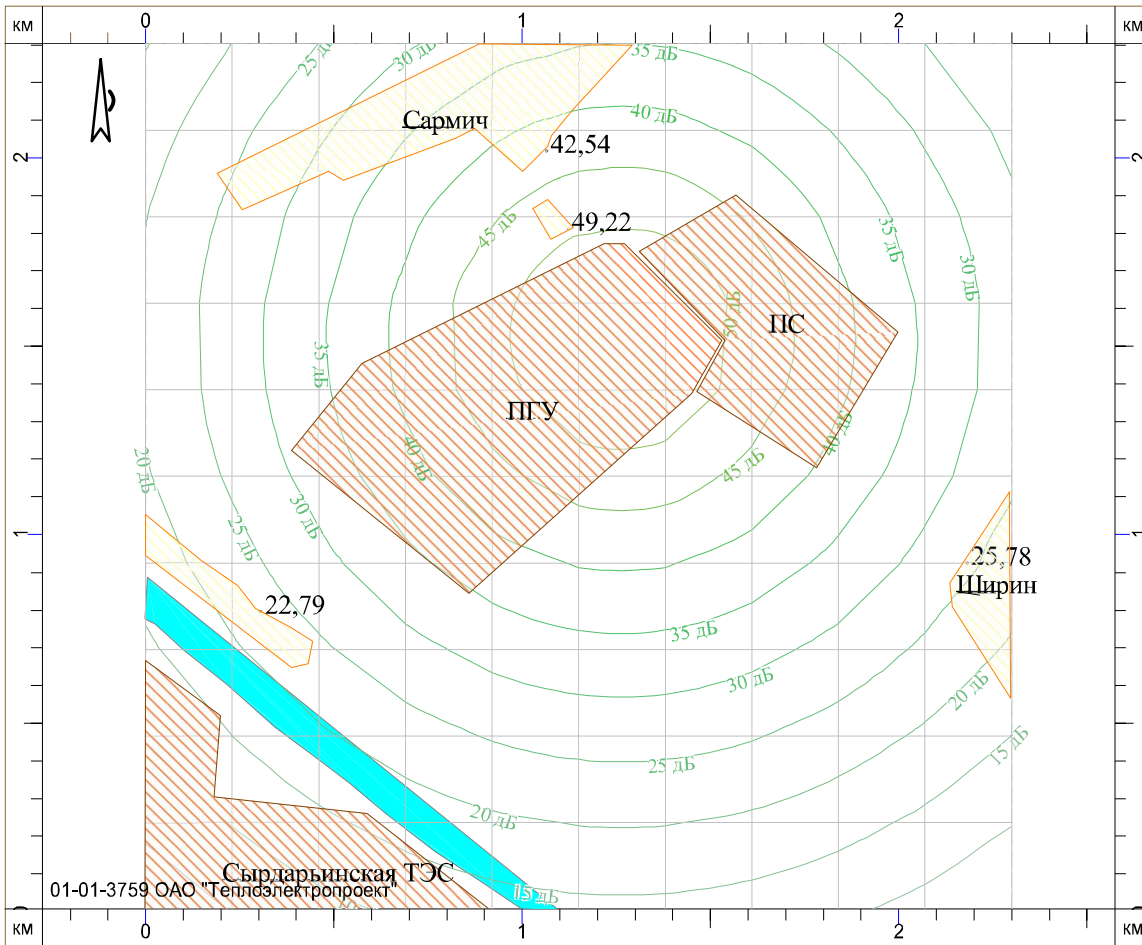 км 0 1 2 км
25 дБ
30 дБ
35 дБ
40 дБ
Сармич
42,54
2
2
49,22
45 дБ
35 дБ
30 дБ
50 дБ
ПС
35 дБ
ПГУ
40 дБ
40 дБ
45 дБ
20 дБ
30 дБ
25 дБ
1
1
25,78
Ширин
22,79
35 дБ
30 дБ
20 дБ
15 дБ
25 дБ
20 дБ
Сырдарьинская ТЭС
01-01-3759 ОАО "Теплоэлектропроект"
15 дБ
0
0
км 0 1 2 км